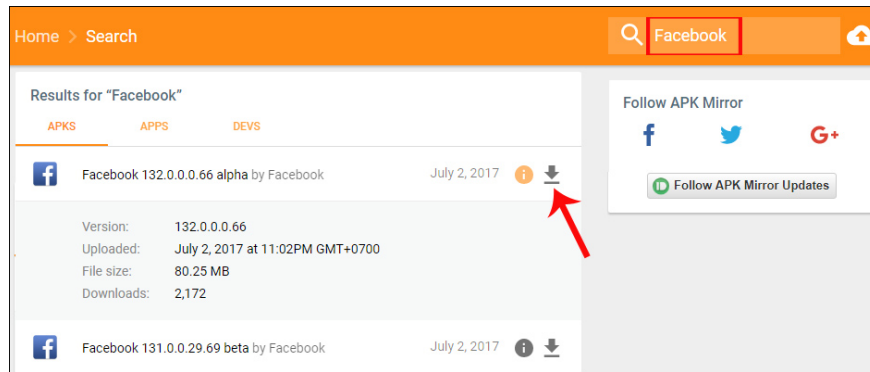 Home > Search
Facebook
Results for “Facebook”
APKS APPS DEVS
Facebook 132.0.0.0.66 alpha by Facebook July 2, 2017
Version: 132.0.0.0.66
Uploaded: July 2, 2017 at 11:02PM GMT+0700
File size: 80.25 MB
Downloads: 2,172
Facebook 131.0.0.29.69 beta by Facebook July 2, 2017
Follow APK Mirror
G+
Follow APK Mirror Updates